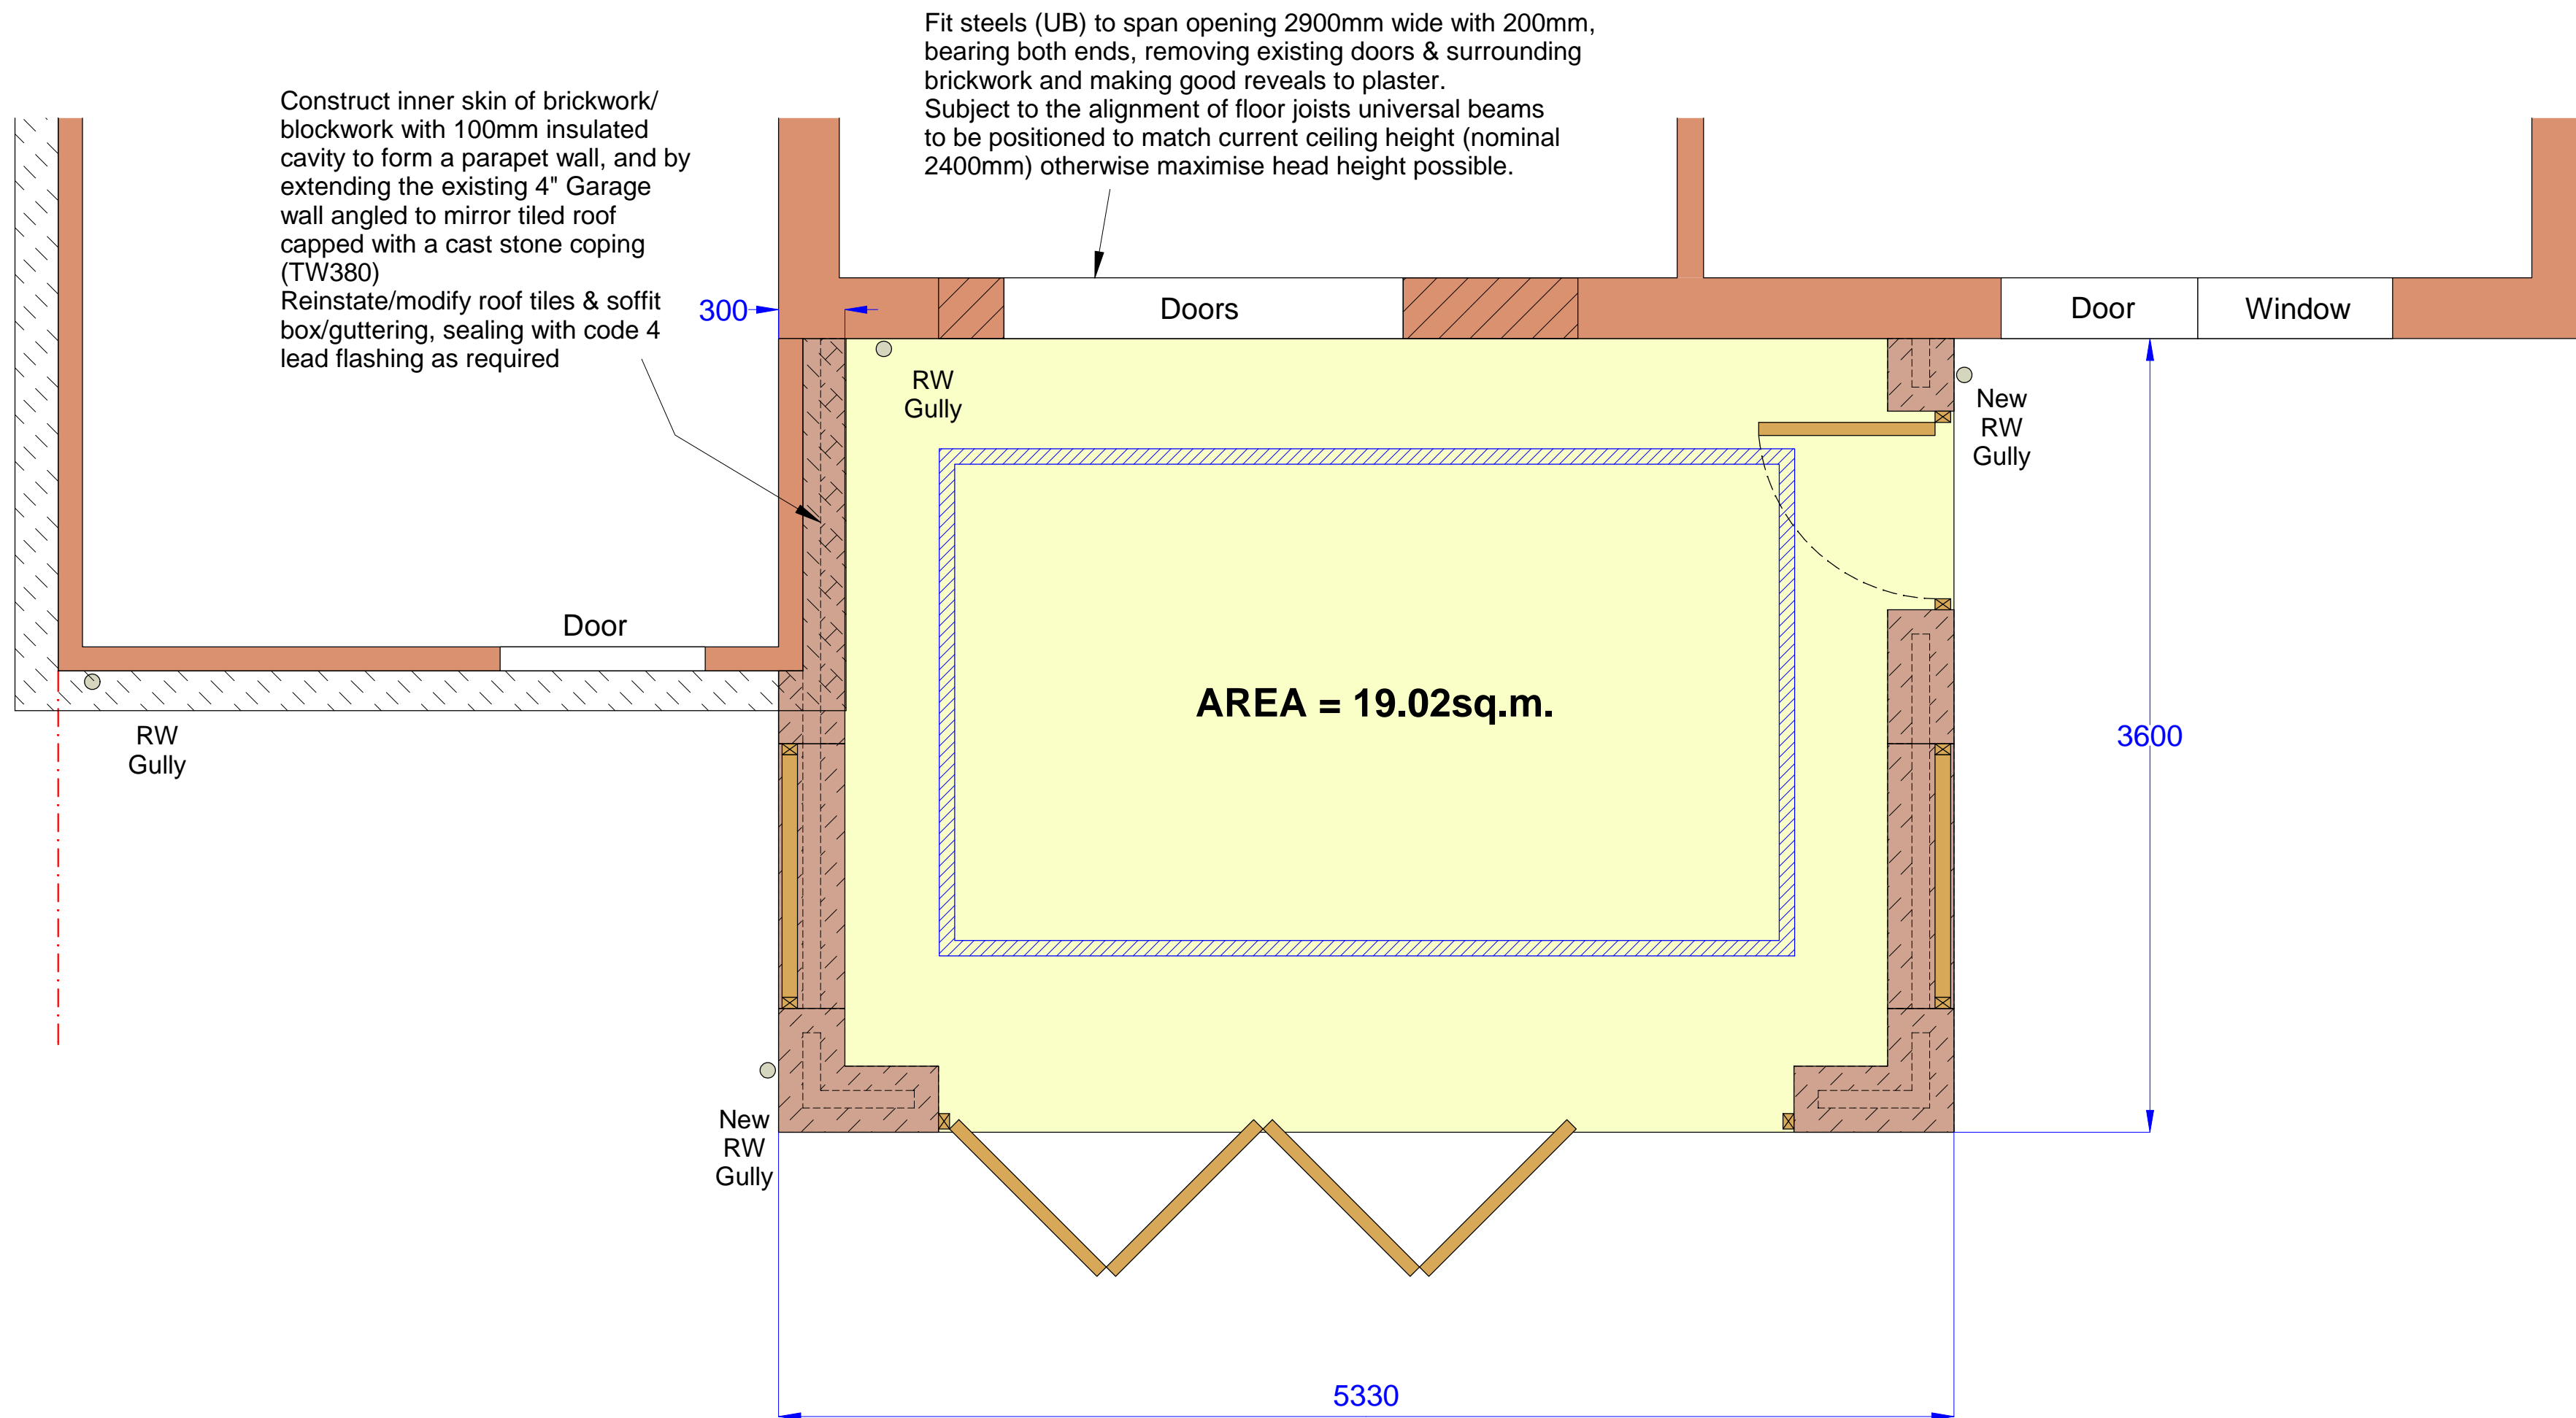 Fit steels (UB) to span opening 2900mm wide with 200mm,
bearing both ends, removing existing doors & surrounding
brickwork and making good reveals to plaster.
Subject to the alignment of floor joists universal beams
to be positioned to match current ceiling height (nominal
2400mm) otherwise maximise head height possible.
Construct inner skin of brickwork/
blockwork with 100mm insulated
cavity to form a parapet wall, and by
extending the existing 4" Garage
wall angled to mirror tiled roof
capped with a cast stone coping
(TW380)
Reinstate/modify roof tiles & soffit
box/guttering, sealing with code 4
lead flashing as required
300
Doors
Door
Window
RW
Gully
New
RW
Gully
Door
AREA = 19.02sq.m.
3600
RW
Gully
New
RW
Gully
5330